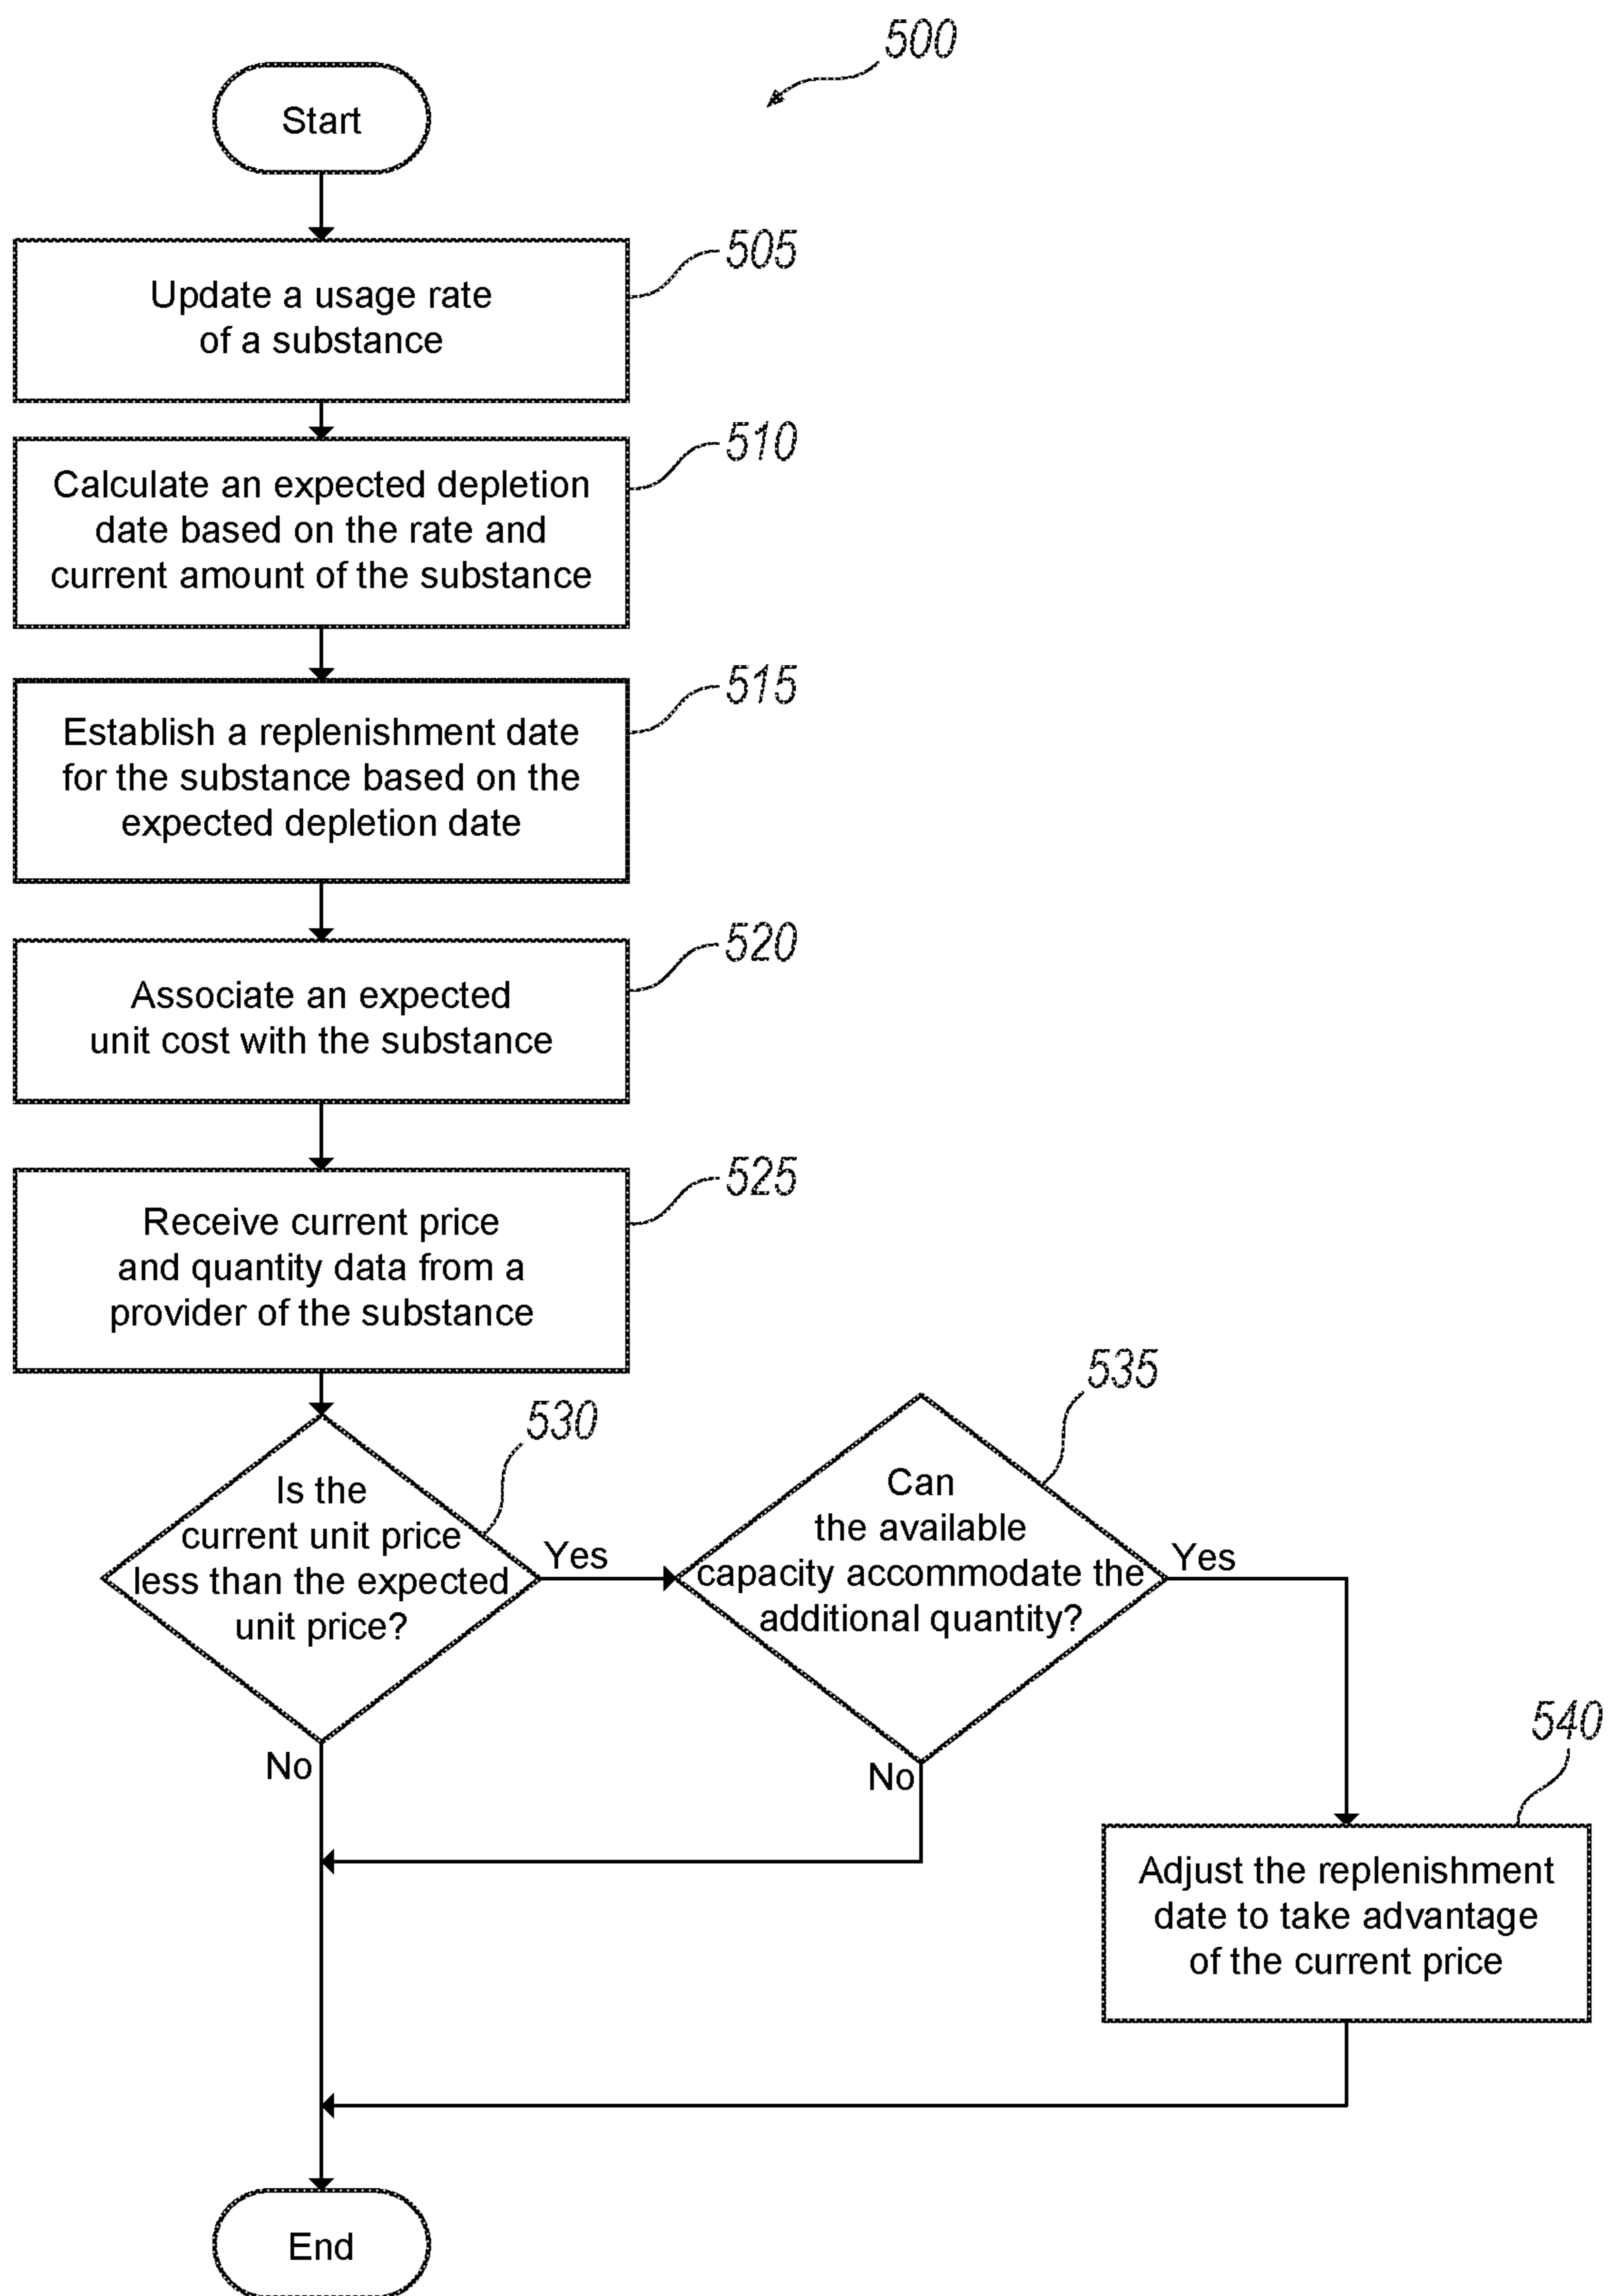 500
Start
505
Update a usage rate
of a substance
510
Calculate an expected depletion
date based on the rate and
current amount of the substance
515
Establish a replenishment date
for the substance based on the
expected depletion date
520
Associate an expected
unit cost with the substance
525
Receive current price
and quantity data from a
provider of the substance
530
Is the
current unit price
less than the expected
unit price?
Yes
No
535
Can
the available
capacity accommodate the
additional quantity?
Yes
No
540
Adjust the replenishment
date to take advantage
of the current price
End